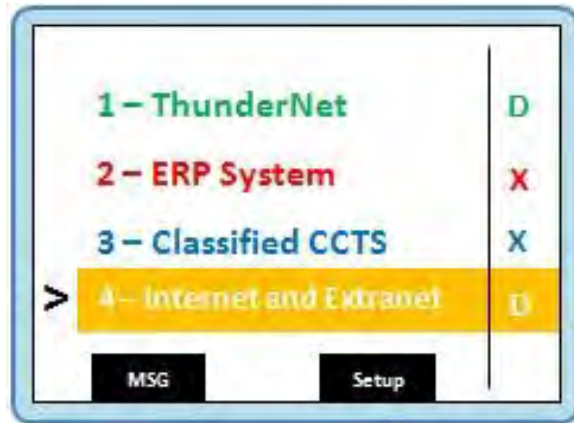 1 – ThunderNet D
2 – ERP System X
3 – Classified CCTS X
> 4 – Internet and Extranet D
MSG Setup